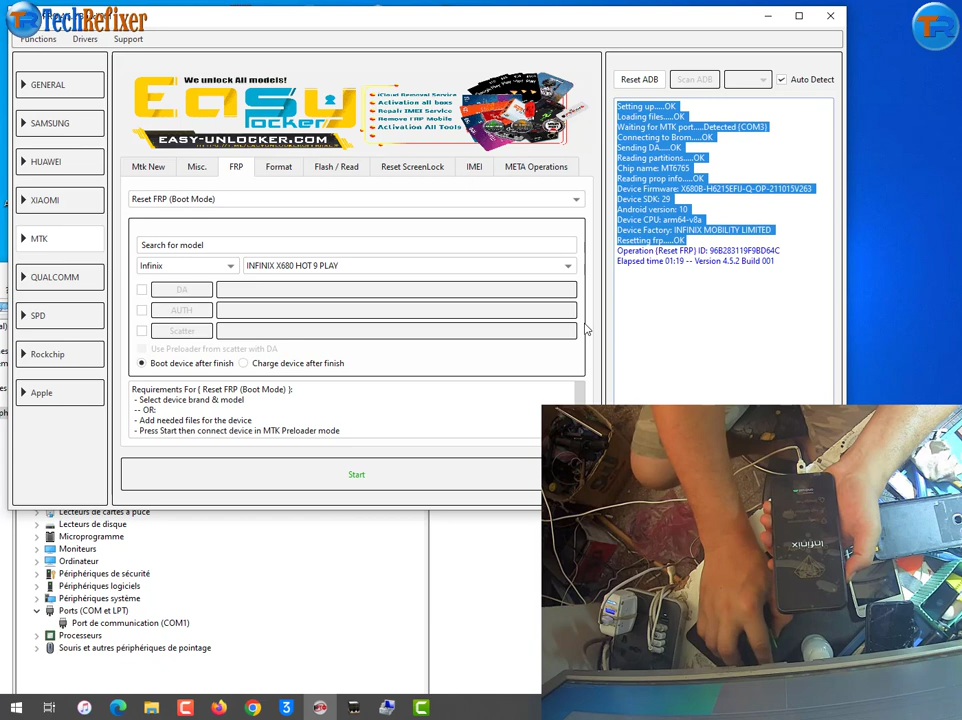 TechRefixer
Functions Drivers Support
GENERAL
SAMSUNG
HUAWEI
XIAOMI
MTK
QUALCOMM
SPD
Rockchip
Apple
We unlock All models!
Easy
EASY-UNLOCKER.COM
Activation all boxes
Repair IMEI Service
Remove FRP Mobile
Activation All Tools
Mtk New Misc. FRP Format Flash / Read Reset ScreenLock IMEI META Operations
Reset FRP (Boot Mode)
Search for model
Infinix INFINIX X680 HOT 9 PLAY
DA
AUTH
Scatter
Use Preloader from scatter with DA
Boot device after finish Charge device after finish
Requirements For { Reset FRP (Boot Mode) }:
- Select device brand & model
-- OR:
- Add needed files for the device
- Press Start then connect device in MTK Preloader mode
Start
Reset ADB Scan ADB Auto Detect
Setting up.....OK
Loading files.....OK
Waiting for MTK port.....Detected {COM3}
Connecting to Brom.....OK
Sending DA.....OK
Reading partitions.....OK
Device Chip name: MT6765
Reading prop info.....OK
Device Firmware: X680B-H6215EFIJ-Q-OP-211015V263
Device SDK: 29
Android version: 10
Device CPU: arm64-v8a
Device Factory: INFINIX MOBILITY LIMITED
Resetting frp.....OK
Operation {Reset FRP} ID: 96B283119F9BD64C
Elapsed time 01:19 -- Version 4.5.2 Build 001
Lecteurs de cartes à puce
Lecteurs de disque
Microprogramme
Moniteurs
Ordinateur
Périphériques de sécurité
Périphériques logiciels
Périphériques système
Ports (COM et LPT)
Port de communication (COM1)
Processeurs
Souris et autres périphériques de pointage
Infinix